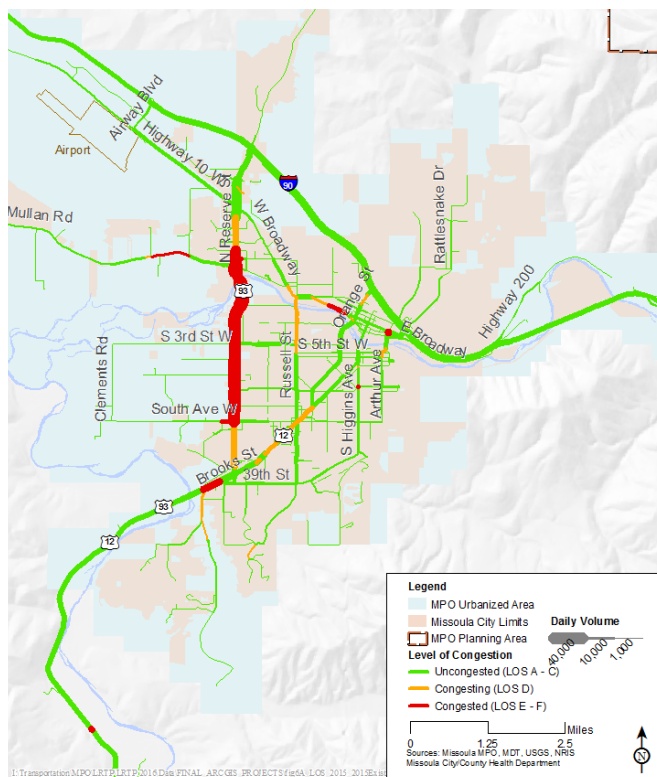 Airway Blvd
Airport
Highway 10 W
90
Mullan Rd
N Reserve St
W Broadway
Rattlesnake Dr
93
Orange St
Highway 200
E Broadway
S 3rd St W
S 5th St W
Russell St
Clements Rd
S Higgins Ave
Arthur Ave
South Ave W
12
Brooks St
39th St
93
12
Legend
MPO Urbanized Area
Missoula City Limits
MPO Planning Area
Daily Volume
40,000
10,000
1,000
Level of Congestion
Uncongested (LOS A - C)
Congesting (LOS D)
Congested (LOS E - F)
Miles
0
1.25
2.5
Sources: Missoula MPO, MDT, USGS, NRIS
Missoula City/County Health Department
N